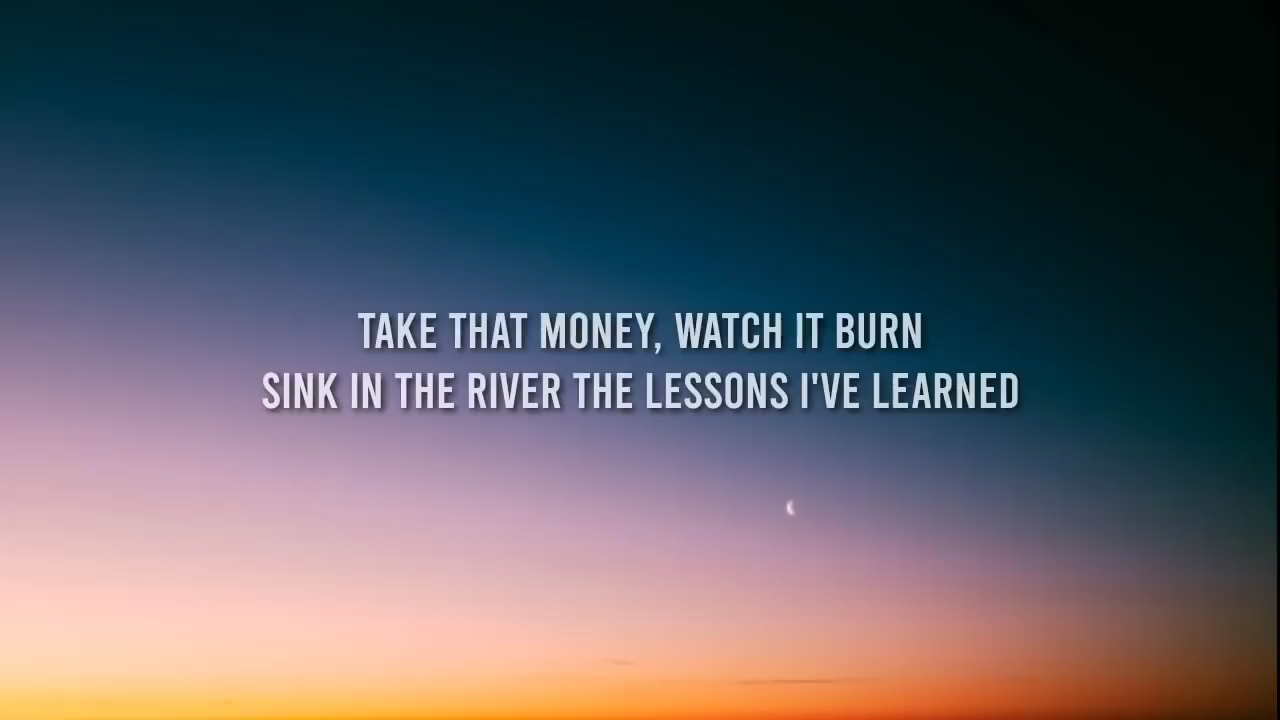 TAKE THAT MONEY, WATCH IT BURN
SINK IN THE RIVER THE LESSONS I'VE LEARNED